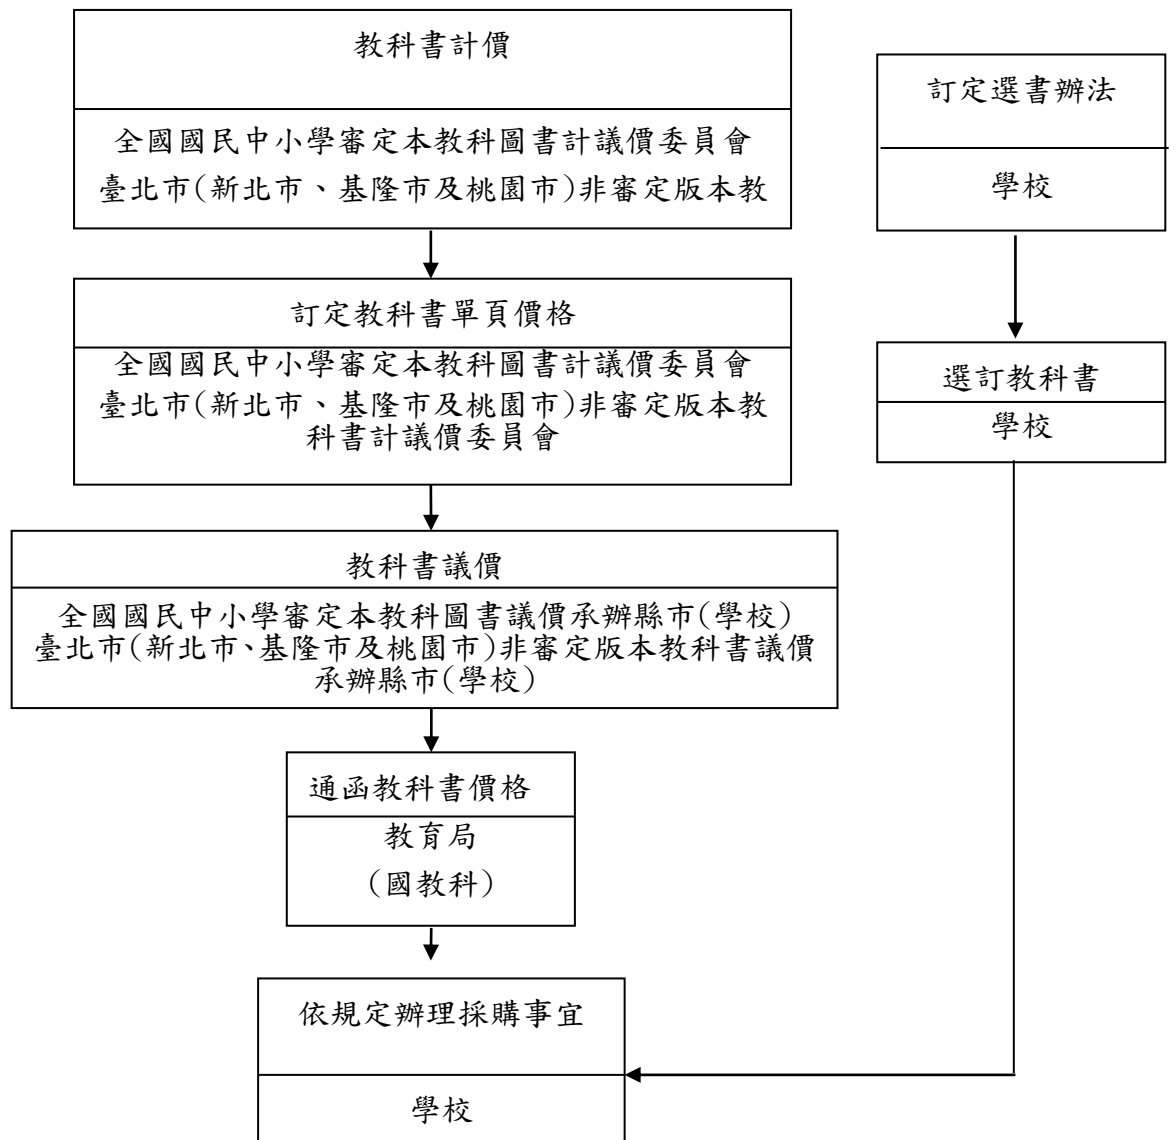 教科書計價
全國國民中小學審定本教科圖書計議價委員會
臺北市(新北市、基隆市及桃園市)非審定版本教
訂定教科書單頁價格
全國國民中小學審定本教科圖書計議價委員會
臺北市(新北市、基隆市及桃園市)非審定版本教
科書計議價委員會
教科書議價
全國國民中小學審定本教科圖書議價承辦縣市(學校)
臺北市(新北市、基隆市及桃園市)非審定版本教科書議價
承辦縣市(學校)
通函教科書價格
教育局
(國教科)
依規定辦理採購事宜
學校
訂定選書辦法
學校
選訂教科書
學校